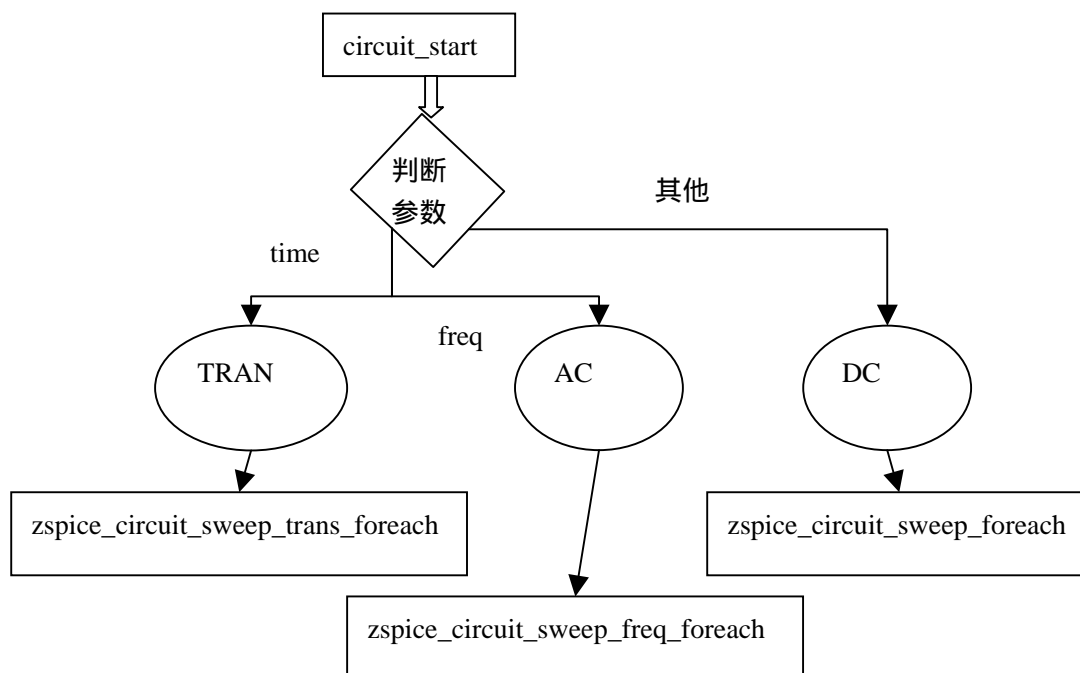 circuit_start
判断
参数
其他
time
freq
TRAN
AC
DC
zspice_circuit_sweep_trans_foreach
zspice_circuit_sweep_foreach
zspice_circuit_sweep_freq_foreach